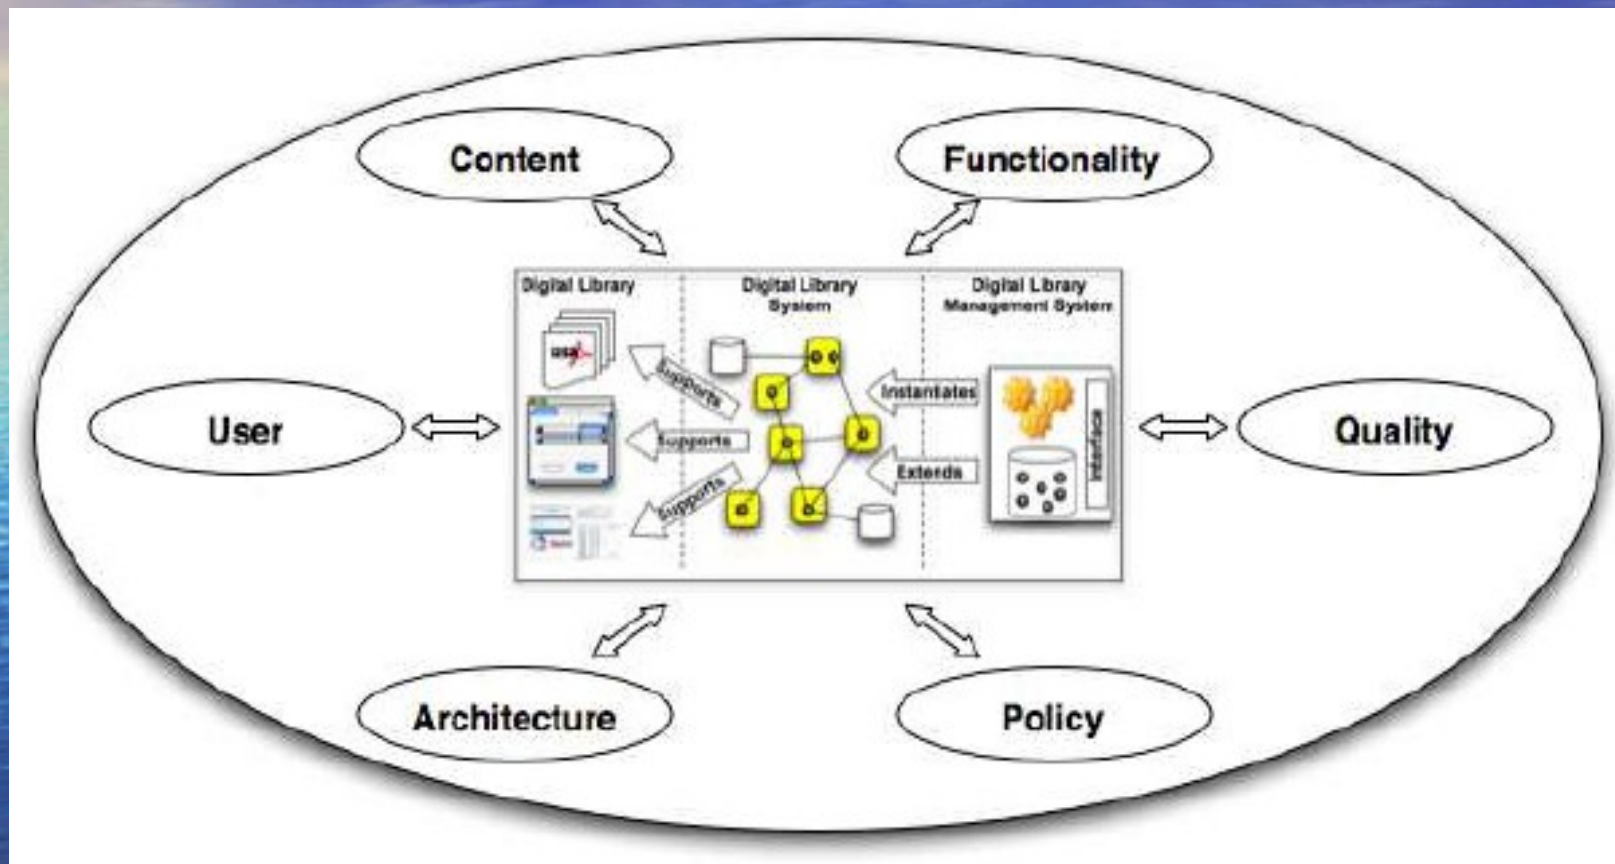 Content
Functionality
Digital Library
Digital Library
System
Digital Library
Management System
Supports
Instantiates
Supports
Extends
Supports
Interface
User
Quality
Architecture
Policy